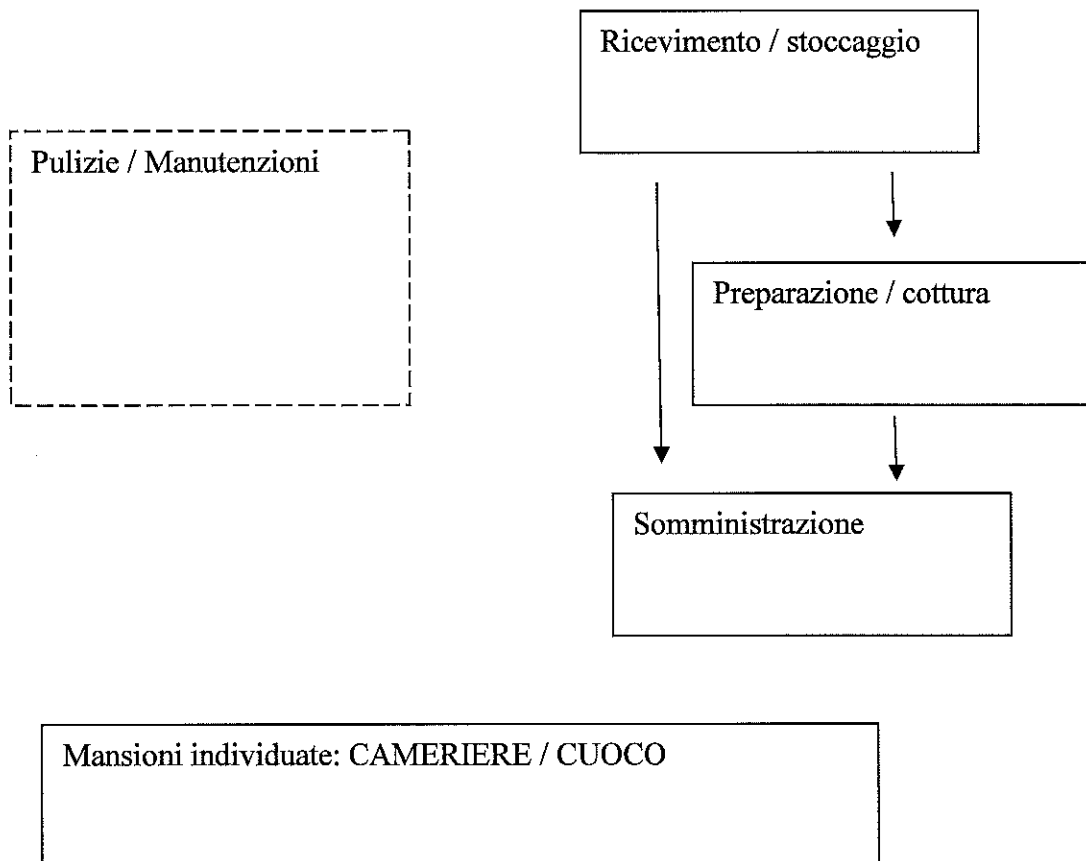 Ricevimento / stoccaggio
Pulizie / Manutenzioni
Preparazione / cottura
Somministrazione
Mansioni individuate: CAMERIERE / CUOCO